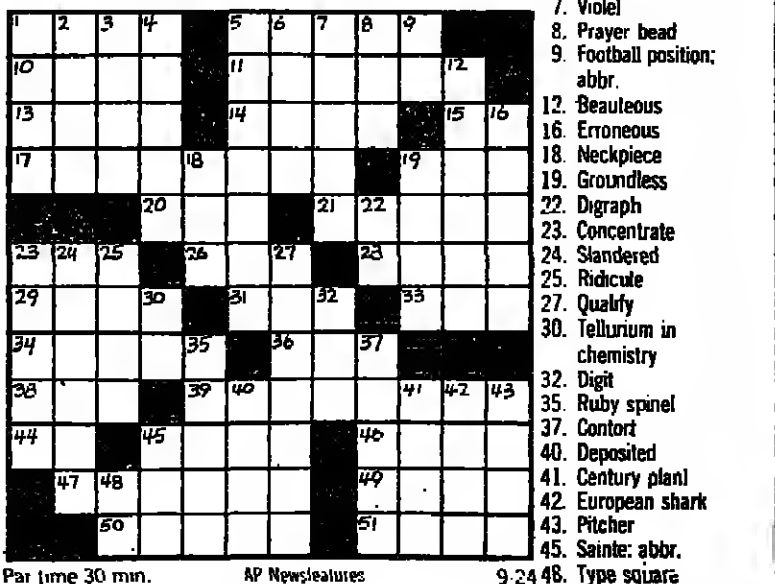 1 2 3 4 5 6 7 8 9
10 11 12
13 14 15 16
17 18 19
20 21 22
23 24 25 26 27 28
29 30 31 32 33
34 35 36 37
38 39 40 41 42 43
44 45 46
47 48 49
50 51
Par time 30 min. AP Newsfeatures 9-24
7. Violel
8. Prayer bead
9. Football position;
abbr.
12. Beauteous
16. Erroneous
18. Neckpiece
19. Groundless
22. Digraph
23. Concentrate
24. Slandered
25. Ridicute
27. Qualify
30. Tellurium in
chemistry
32. Digit
35. Ruby spinel
37. Contort
40. Deposited
41. Century planl
42. European shark
43. Pitcher
45. Sainte: abbr.
48. Type square